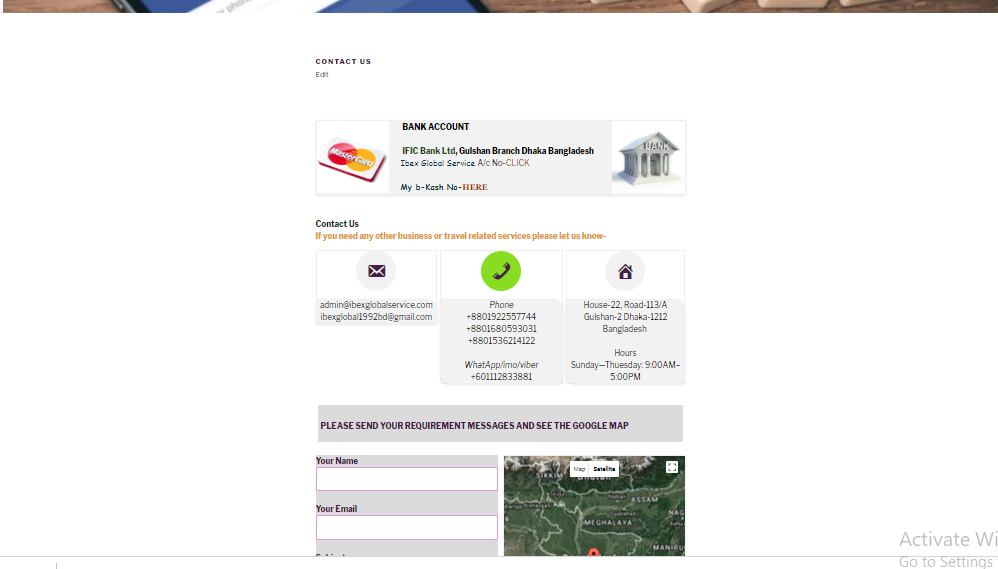 CONTACT US
Edit
BANK ACCOUNT
IFIC Bank Ltd, Gulshan Branch Dhaka Bangladesh
Ibex Global Service A/c No-CLICK
My b-Kash No-HERE
MasterCard
BANK
Contact Us
If you need any other business or travel related services please let us know-
admin@ibexglobalservice.com
ibexglobal1992bd@gmail.com
Phone
+8801922557744
+8801680593031
+8801536214122
WhatApp/imo/viber
+601112833881
House-22, Road-113/A
Gulshan-2 Dhaka-1212
Bangladesh
Hours
Sunday—Thuesday: 9:00AM–
5:00PM
PLEASE SEND YOUR REQUIREMENT MESSAGES AND SEE THE GOOGLE MAP
Your Name
Your Email
Map Satellite
SIKKIM
Bhutan
ASSAM
NAG
MEGHALAYA
MANIPU
Activate Wi
Go to Settings